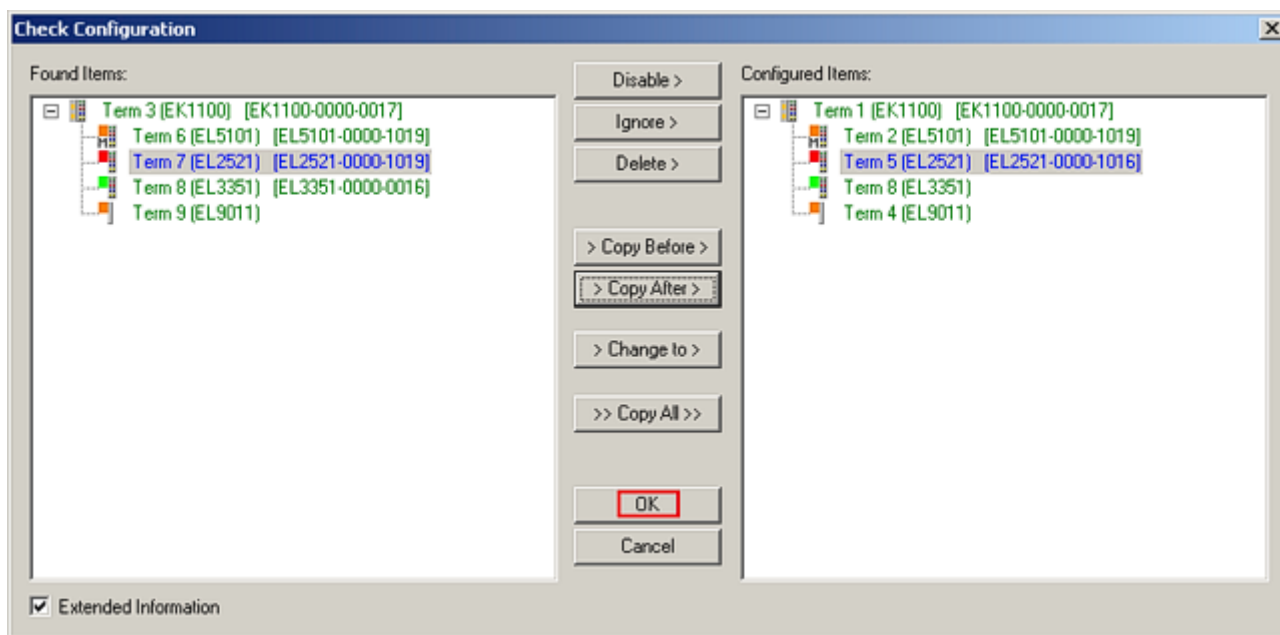 Check Configuration
Found Items:
Term 3 (EK1100) [EK1100-0000-0017]
Term 6 (EL5101) [EL5101-0000-1019]
Term 7 (EL2521) [EL2521-0000-1019]
Term 8 (EL3351) [EL3351-0000-0016]
Term 9 (EL9011)
Disable >
Ignore >
Delete >
> Copy Before >
> Copy After >
> Change to >
>> Copy All >>
OK
Cancel
Configured Items:
Term 1 (EK1100) [EK1100-0000-0017]
Term 2 (EL5101) [EL5101-0000-1019]
Term 5 (EL2521) [EL2521-0000-1016]
Term 8 (EL3351)
Term 4 (EL9011)
Extended Information